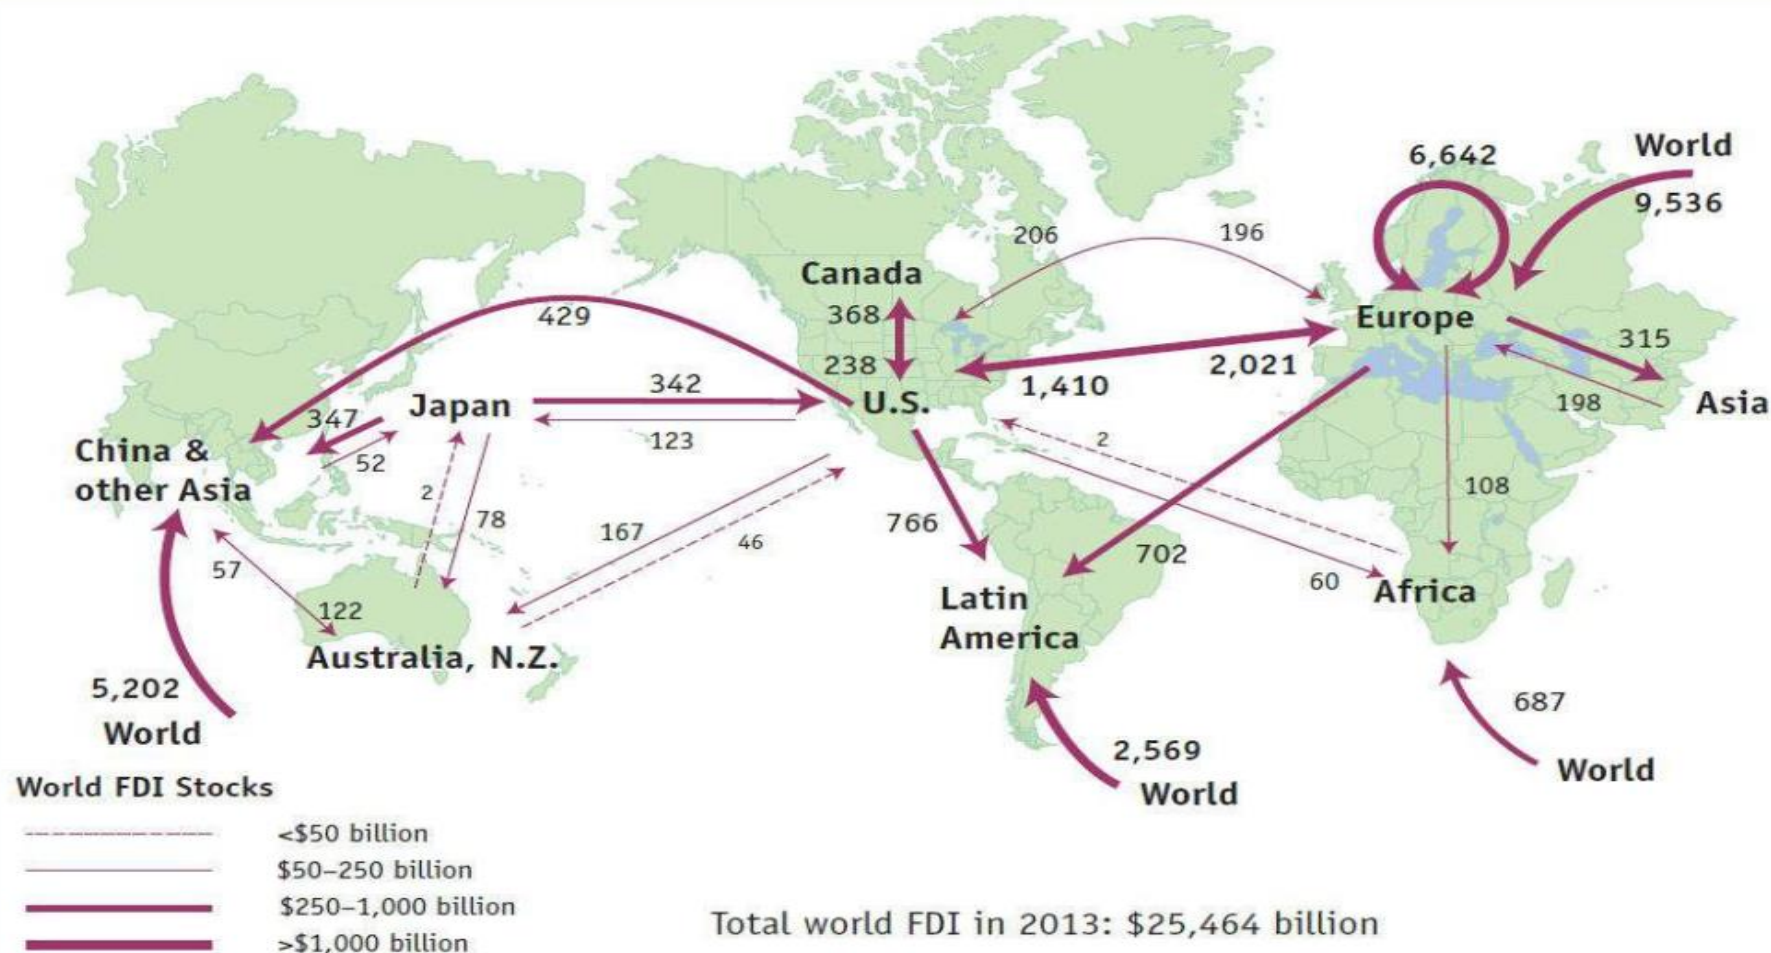 6,642
World
9,536
206
196
Canada
368
429
238
Europe
315
2,021
1,410
342
Japan
U.S.
347
123
198
Asia
China &
other Asia
52
2
2
78
108
167
46
766
702
57
60
Africa
122
Latin
America
Australia, N.Z.
5,202
World
687
2,569
World
World
World FDI Stocks
<$50 billion
$50–250 billion
$250–1,000 billion
>$1,000 billion
Total world FDI in 2013: $25,464 billion